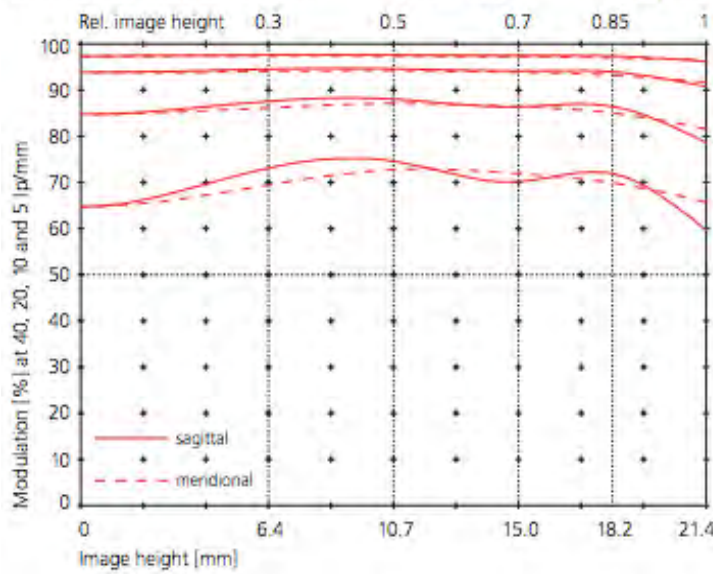 Rel. image height 0.3 0.5 0.7 0.85 1
Modulation [%] at 40, 20, 10 and 5 lp/mm
100
90
80
70
60
50
40
30
20
10
0
sagittal
meridional
0 6.4 10.7 15.0 18.2 21.4
Image height [mm]